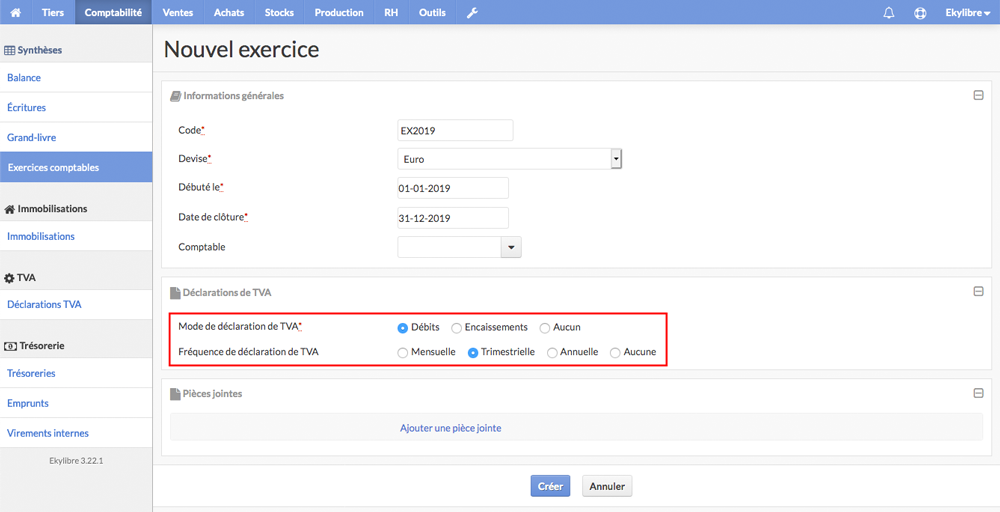 Tiers Comptabilité Ventes Achats Stocks Production RH Outils Ekylibre
Synthèses
Balance
Écritures
Grand-livre
Exercices comptables
Immobilisations
Immobilisations
TVA
Déclarations TVA
Trésorerie
Trésoreries
Emprunts
Virements internes
Ekylibre 3.22.1
Nouvel exercice
Informations générales
Code* EX2019
Devise* Euro
Débuté le* 01-01-2019
Date de clôture* 31-12-2019
Comptable
Déclarations de TVA
Mode de déclaration de TVA* Débits Encaissements Aucun
Fréquence de déclaration de TVA Mensuelle Trimestrielle Annuelle Aucune
Pièces jointes
Ajouter une pièce jointe
Créer Annuler